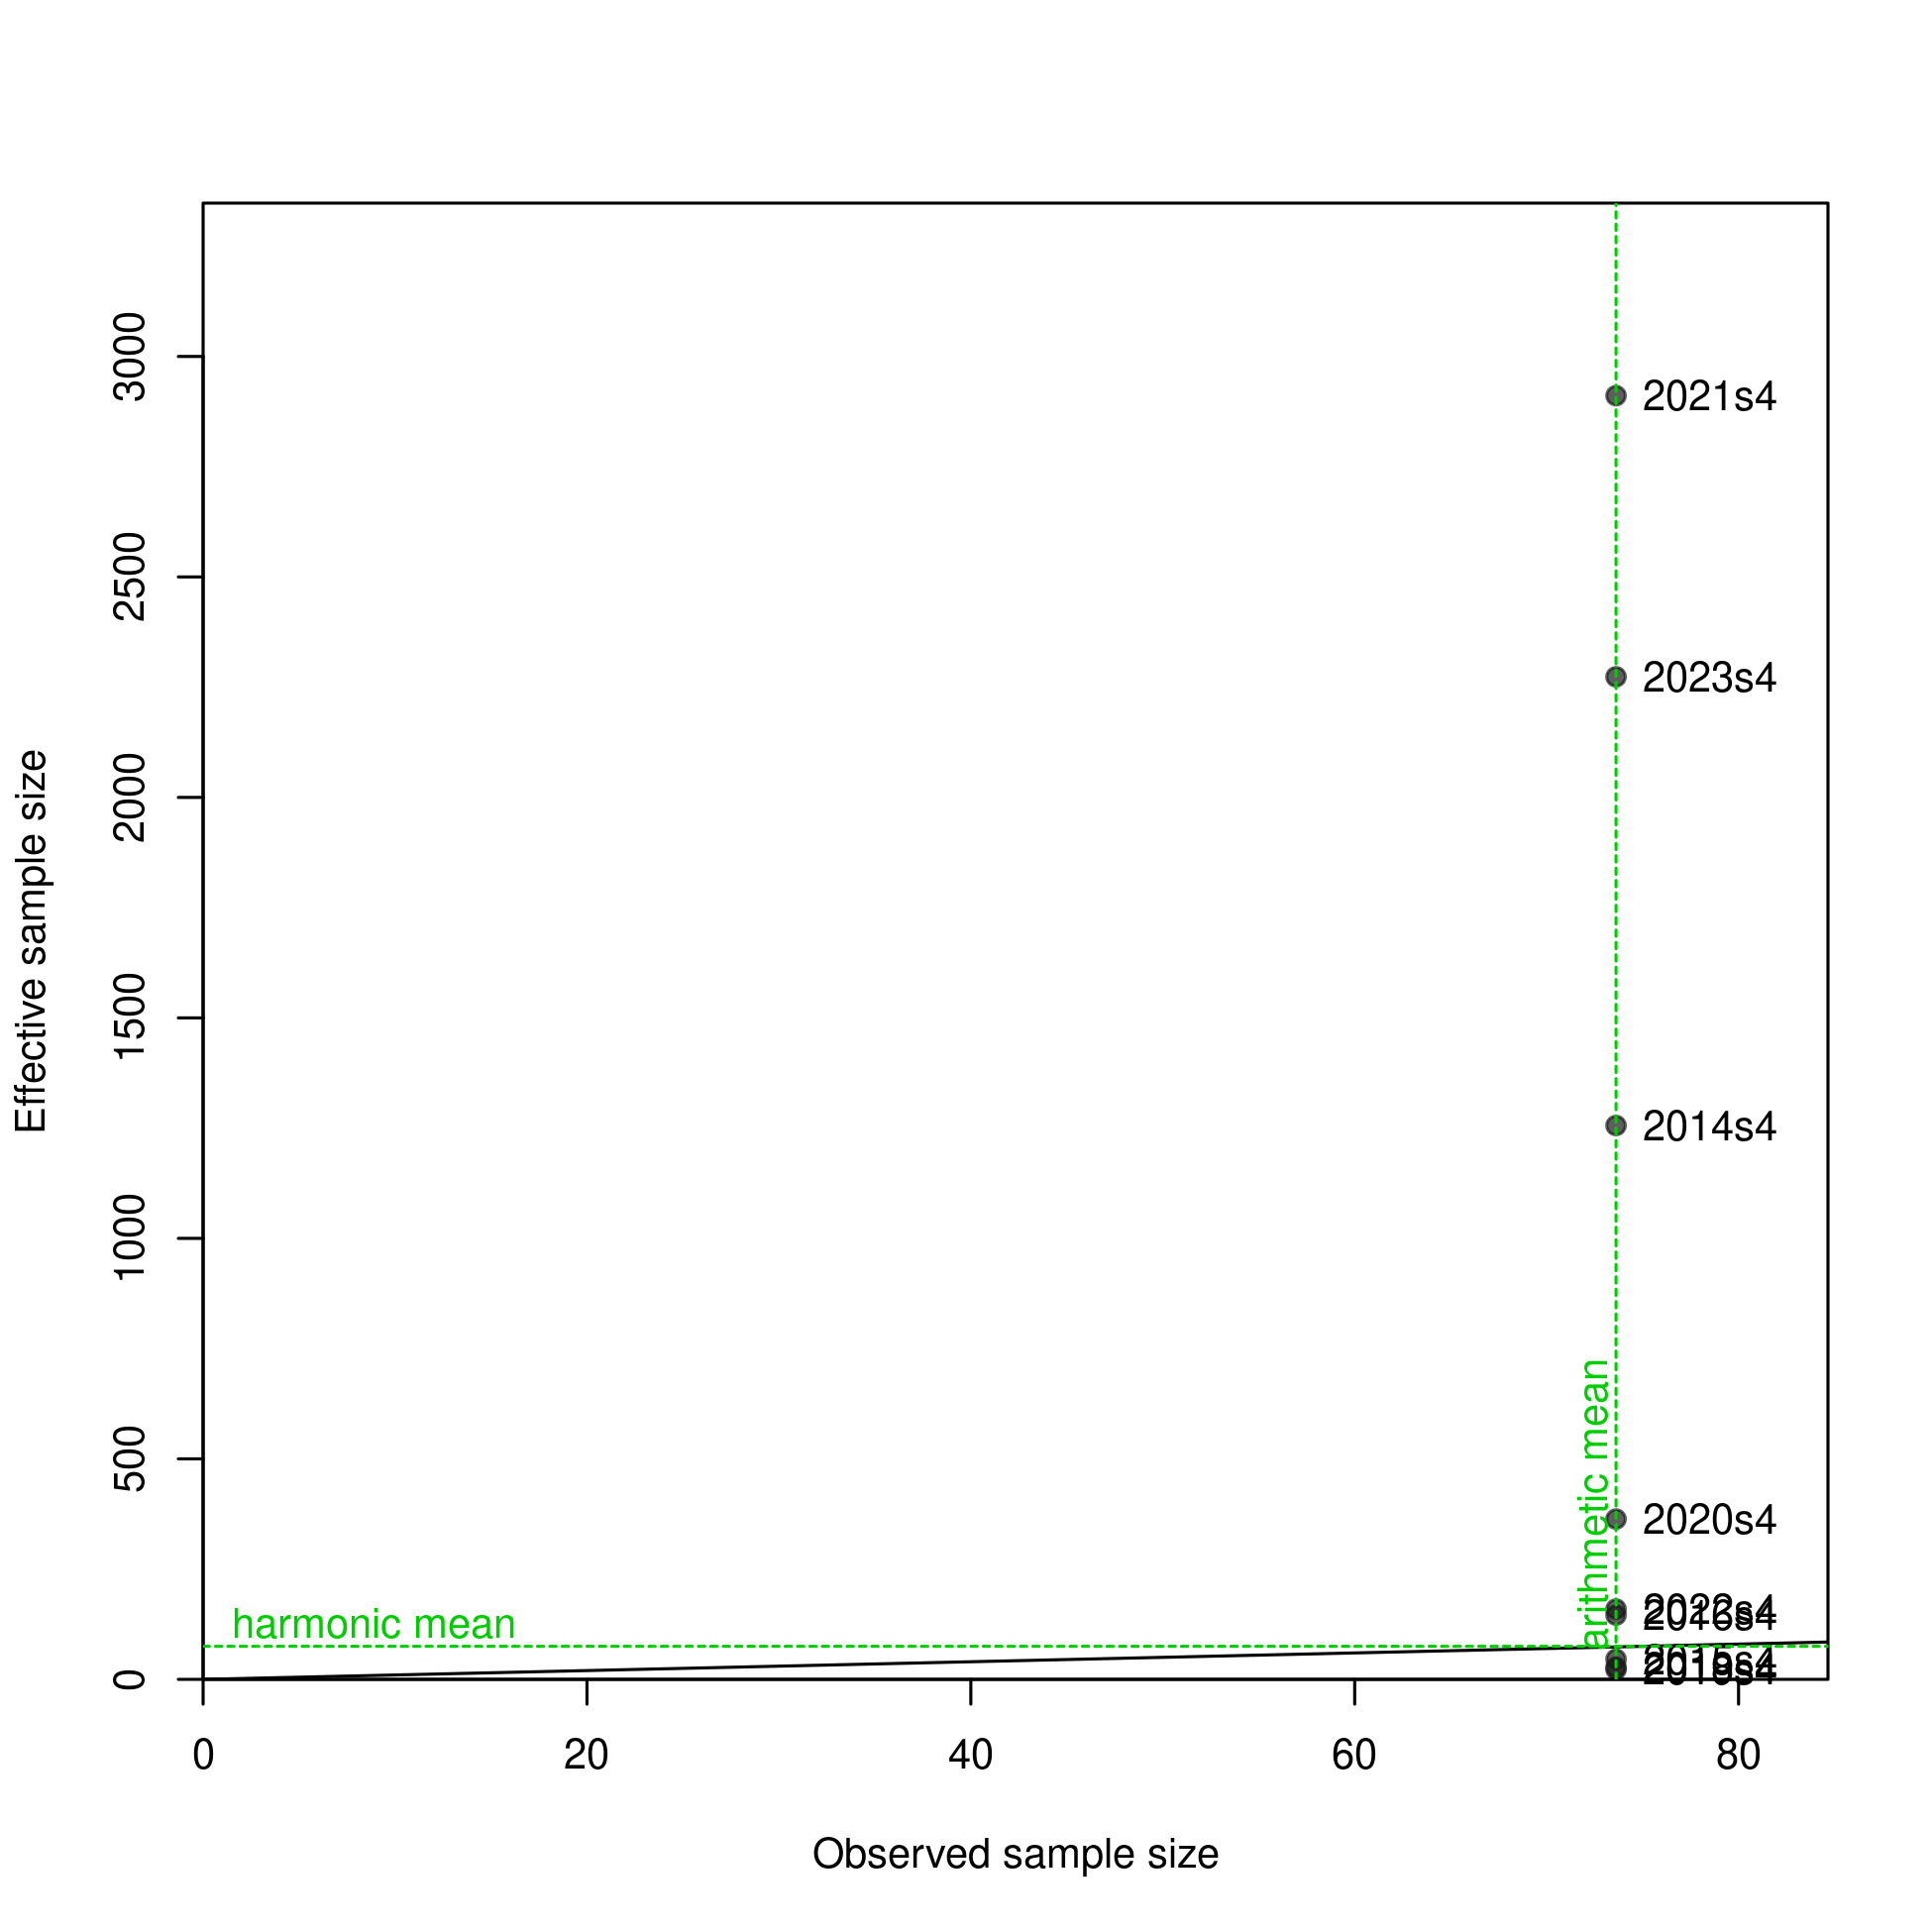 3000
2500
2000
1500
1000
500
0
Effective sample size
2021s4
2023s4
2014s4
2020s4
arithmetic mean
harmonic mean
0
20
40
60
80
Observed sample size